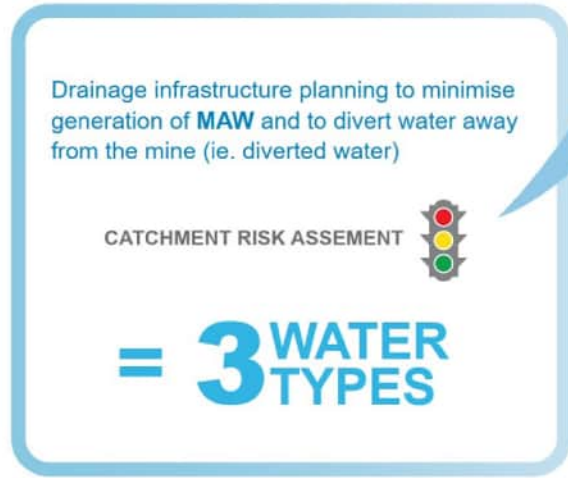 Drainage infrastructure planning to minimise
generation of MAW and to divert water away
from the mine (ie. diverted water)
CATCHMENT RISK ASSEMENT
= 3 WATER
TYPES